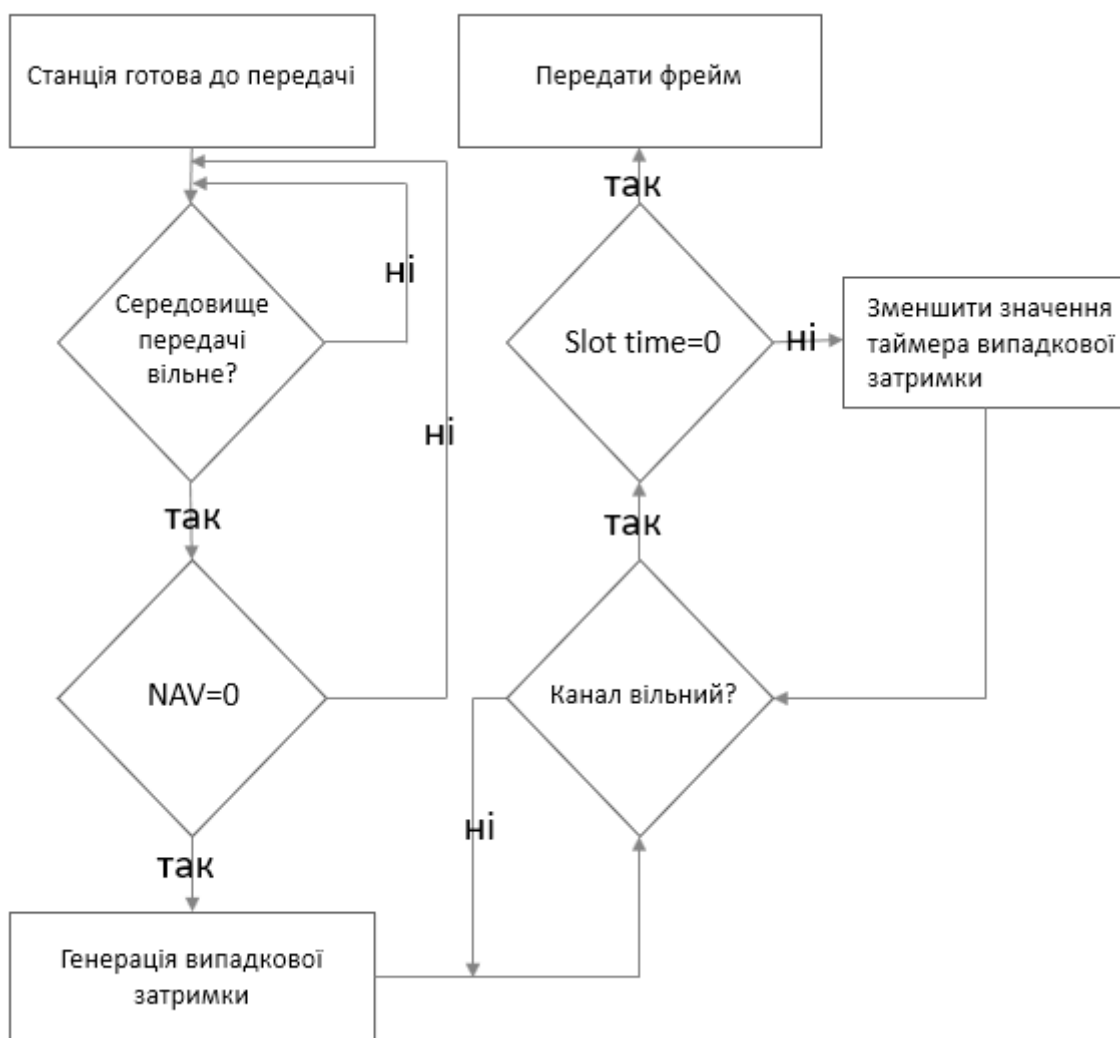 Станція готова до передачі
Передати фрейм
так
ні
Середовище
передачі
вільне?
Slot time=0
ні
Зменшити значення
таймера випадкової
затримки
ні
так
так
NAV=0
Канал вільний?
ні
так
Генерація випадкової
затримки